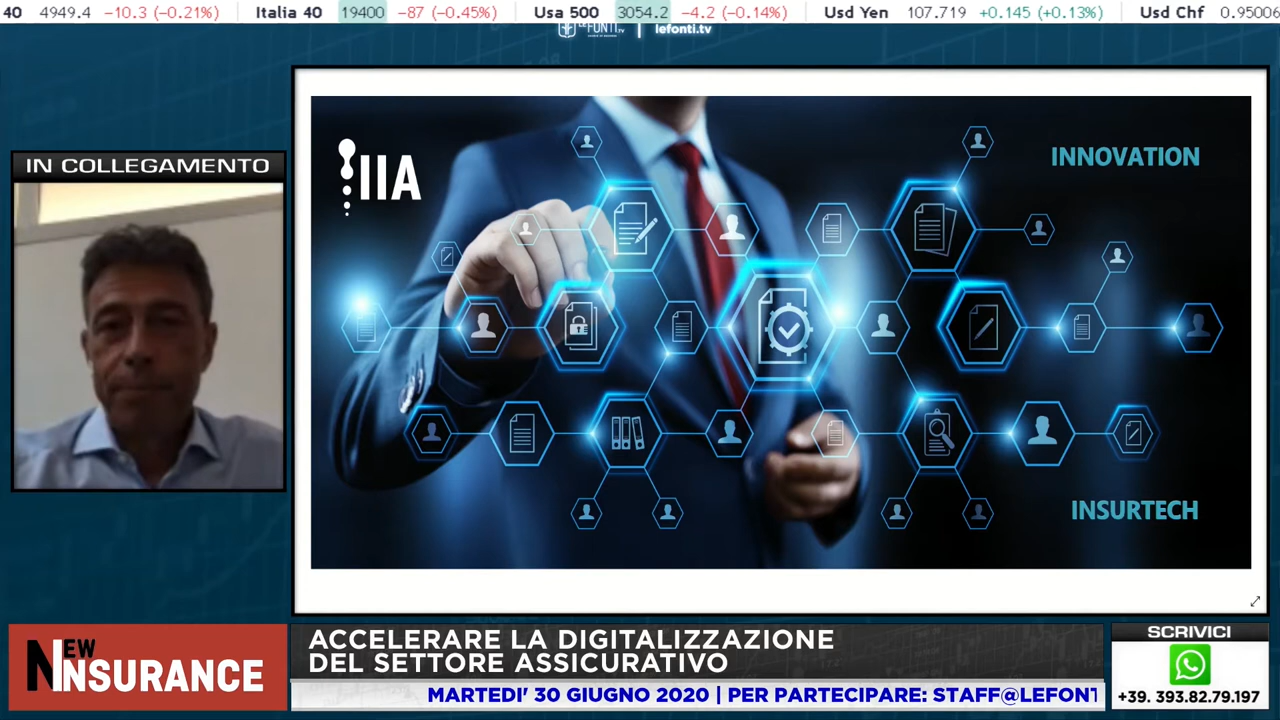 40 4949.4 −10.3 (−0.21%) Italia 40 19400 −87 (−0.45%) Usa 500 3054.2 −4.2 (−0.14%) Usd Yen 107.719 +0.145 (+0.13%) Usd Chf 0.95006
LE FONTI.TV | lefonti.tv
IN COLLEGAMENTO
IIA
INNOVATION
INSURTECH
NEW INSURANCE
ACCELERARE LA DIGITALIZZAZIONE
DEL SETTORE ASSICURATIVO
MARTEDI' 30 GIUGNO 2020 | PER PARTECIPARE: STAFF@LEFONT
SCRIVICI
+39. 393.82.79.197